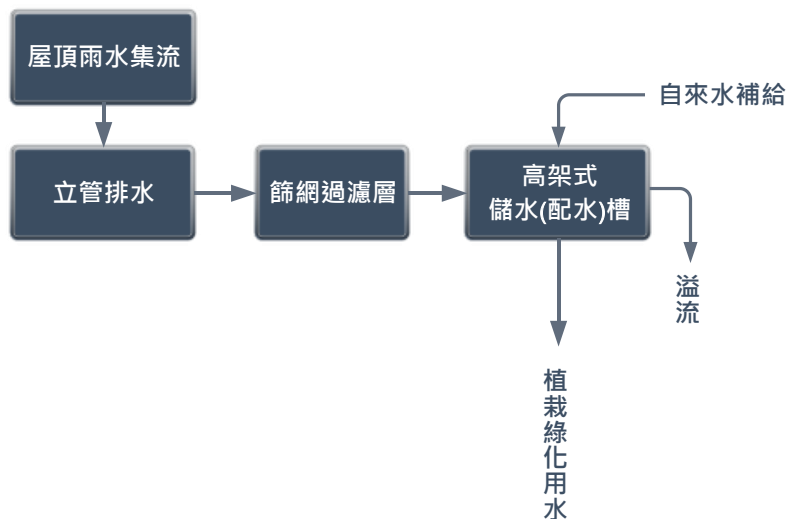 屋頂雨水集流
自來水補給
立管排水
篩網過濾層
高架式
儲水(配水)槽
溢流
植栽綠化用水